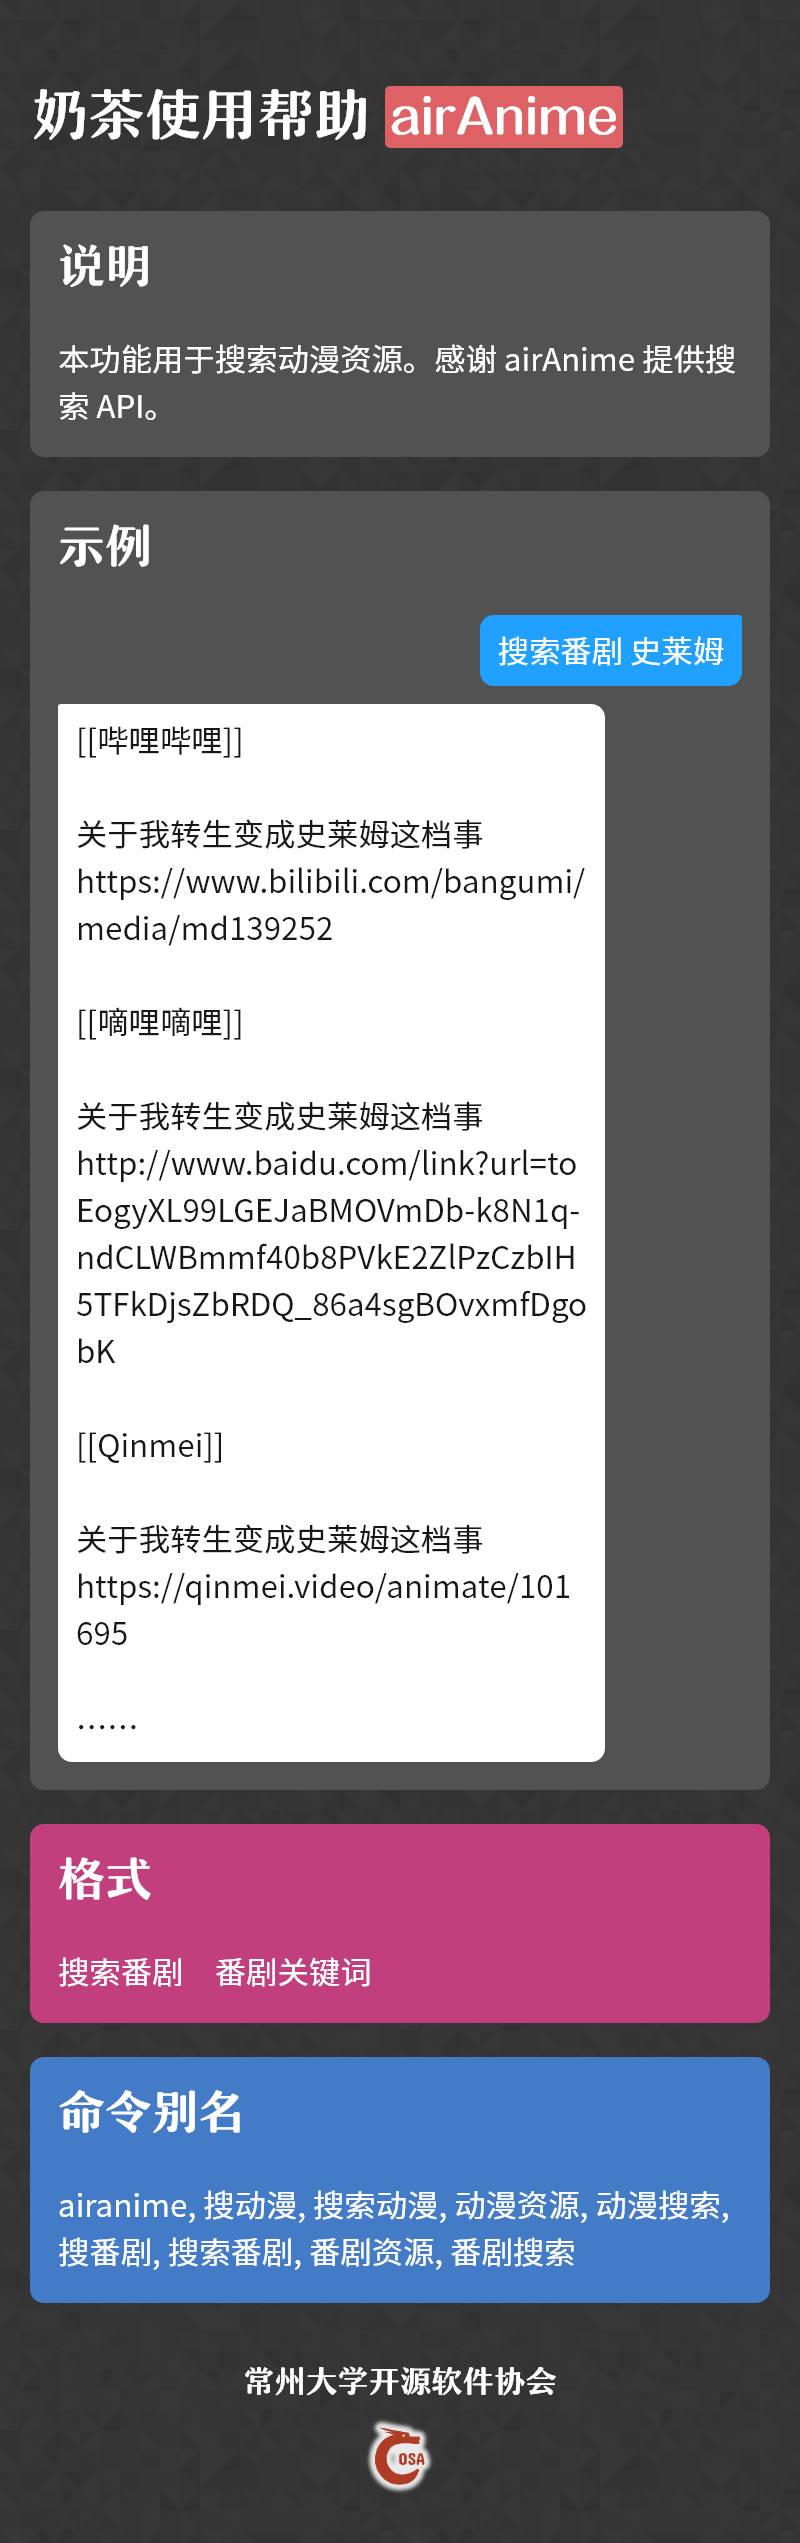 奶茶使用帮助 airAnime
说明
本功能用于搜索动漫资源。感谢 airAnime 提供搜
索 API。
示例
搜索番剧 史莱姆
[[哔哩哔哩]]
关于我转生变成史莱姆这档事
https://www.bilibili.com/bangumi/
media/md139252
[[嘀哩嘀哩]]
关于我转生变成史莱姆这档事
http://www.baidu.com/link?url=to
EogyXL99LGEJaBMOVmDb-k8N1q-
ndCLWBmmf40b8PVkE2ZlPzCzbIH
5TFkDjsZbRDQ_86a4sgBOvxmfDgo
bK
[[Qinmei]]
关于我转生变成史莱姆这档事
https://qinmei.video/animate/101
695
……
格式
搜索番剧　番剧关键词
命令别名
airanime, 搜动漫, 搜索动漫, 动漫资源, 动漫搜索,
搜番剧, 搜索番剧, 番剧资源, 番剧搜索
常州大学开源软件协会
OSA